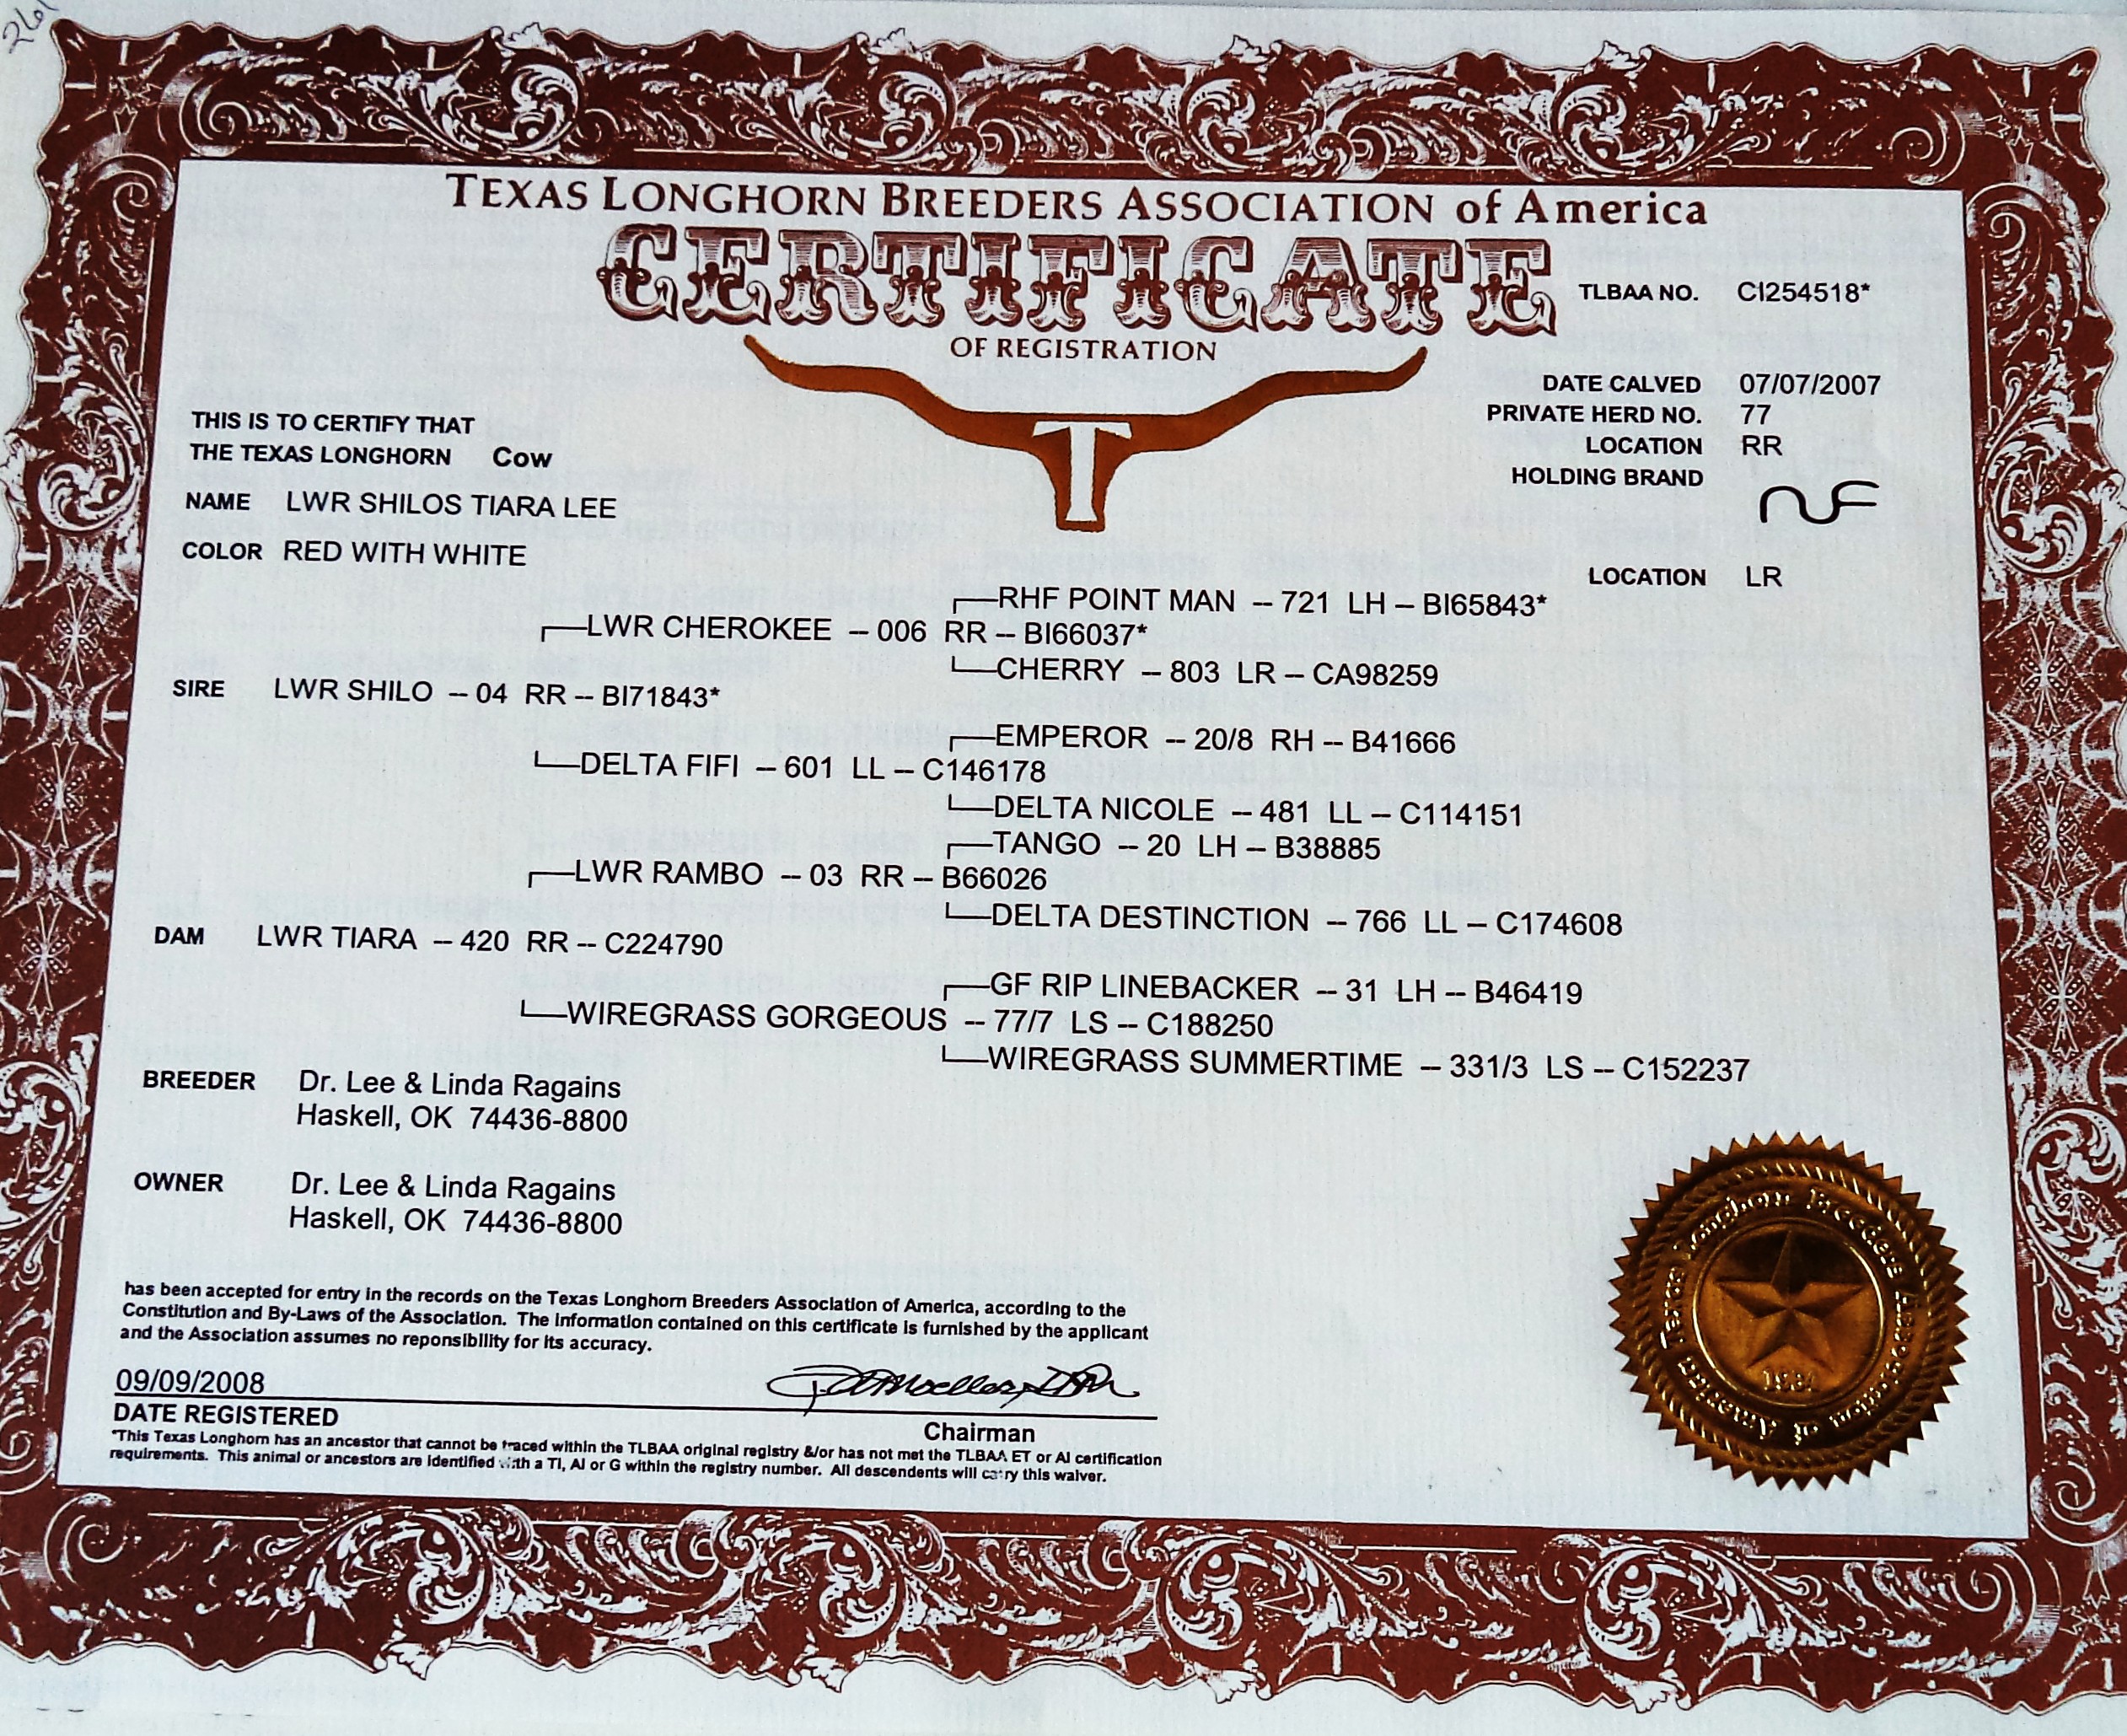 261
TEXAS LONGHORN BREEDERS ASSOCIATION of America
CERTIFICATE
OF REGISTRATION
TLBAA NO. CI254518*
DATE CALVED 07/07/2007
PRIVATE HERD NO. 77
LOCATION RR
HOLDING BRAND
LOCATION LR
THIS IS TO CERTIFY THAT
THE TEXAS LONGHORN Cow
NAME LWR SHILOS TIARA LEE
COLOR RED WITH WHITE
RHF POINT MAN -- 721 LH -- BI65843*
LWR CHEROKEE -- 006 RR -- BI66037*
CHERRY -- 803 LR -- CA98259
SIRE LWR SHILO -- 04 RR -- BI71843*
EMPEROR -- 20/8 RH -- B41666
DELTA FIFI -- 601 LL -- C146178
DELTA NICOLE -- 481 LL -- C114151
TANGO -- 20 LH -- B38885
LWR RAMBO -- 03 RR -- B66026
DELTA DESTINCTION -- 766 LL -- C174608
DAM LWR TIARA -- 420 RR -- C224790
GF RIP LINEBACKER -- 31 LH -- B46419
WIREGRASS GORGEOUS -- 77/7 LS -- C188250
WIREGRASS SUMMERTIME -- 331/3 LS -- C152237
BREEDER Dr. Lee & Linda Ragains
Haskell, OK 74436-8800
OWNER Dr. Lee & Linda Ragains
Haskell, OK 74436-8800
has been accepted for entry in the records on the Texas Longhorn Breeders Association of America, according to the
Constitution and By-Laws of the Association. The information contained on this certificate is furnished by the applicant
and the Association assumes no reponsibility for its accuracy.
09/09/2008
DATE REGISTERED
Chairman
*This Texas Longhorn has an ancestor that cannot be traced within the TLBAA original registry &/or has not met the TLBAA ET or AI certification
requirements. This animal or ancestors are identified with a TI, AI or G within the registry number. All descendents will carry this waiver.
Texas Longhorn Breeders Association of America
T